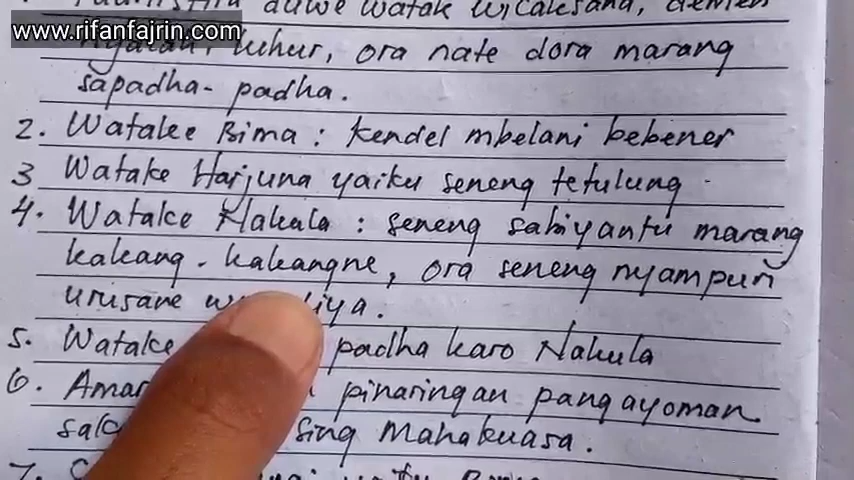 www.rifanfajrin.com
duwe watak wicaksana, demen
luhur, ora nate dora marang
sapadha-padha.
2. Watake Bima : kendel mbelani bebener
3 Watake Harjuna yaiku seneng tetulung
4. Watake Nakula : seneng sabiyantu marang
kakang-kakangne, ora seneng nyampuri
urusane
5. Watake padha karo Nakula
6. pinaringan pangayoman
sing Mahakuasa.
7.